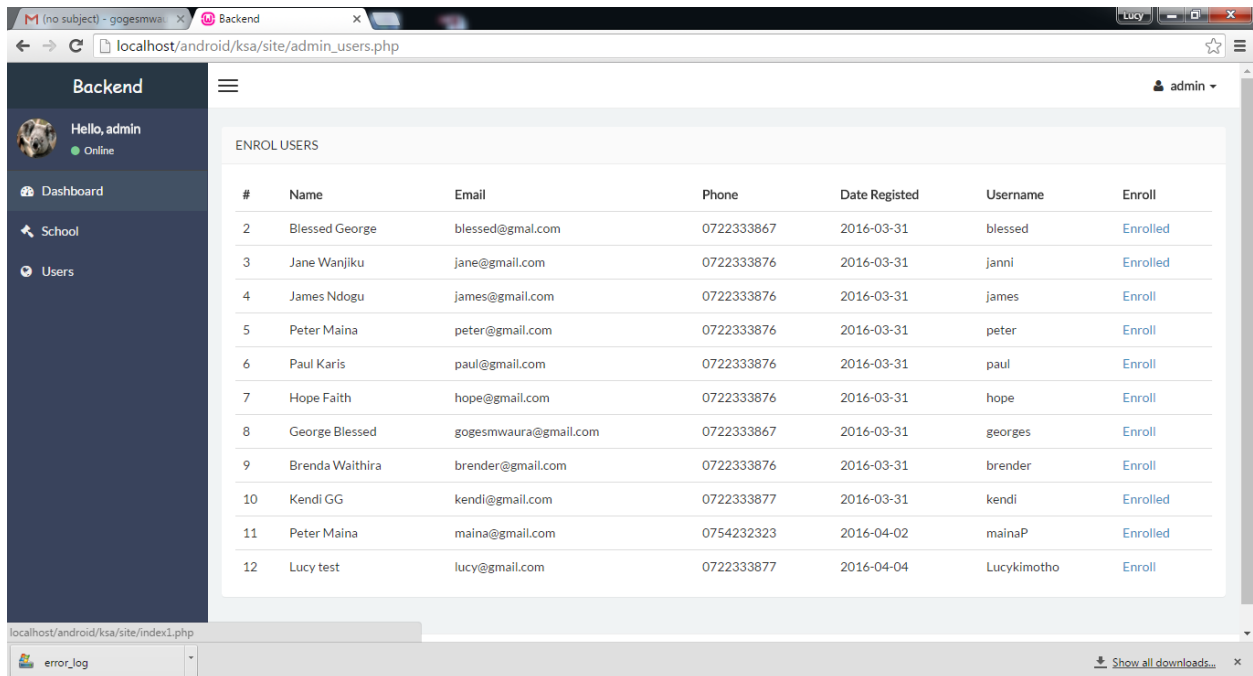 M (no subject) - gogesmwau
Backend
Lucy
localhost/android/ksa/site/admin_users.php
Backend
admin
Hello, admin
Online
Dashboard
School
Users
ENROL USERS
# Name Email Phone Date Registed Username Enroll
2 Blessed George blessed@gmal.com 0722333867 2016-03-31 blessed Enrolled
3 Jane Wanjiku jane@gmail.com 0722333876 2016-03-31 janni Enrolled
4 James Ndogu james@gmail.com 0722333876 2016-03-31 james Enroll
5 Peter Maina peter@gmail.com 0722333876 2016-03-31 peter Enroll
6 Paul Karis paul@gmail.com 0722333876 2016-03-31 paul Enroll
7 Hope Faith hope@gmail.com 0722333876 2016-03-31 hope Enroll
8 George Blessed gogesmwaura@gmail.com 0722333867 2016-03-31 georges Enroll
9 Brenda Waithira brender@gmail.com 0722333876 2016-03-31 brender Enroll
10 Kendi GG kendi@gmail.com 0722333877 2016-03-31 kendi Enrolled
11 Peter Maina maina@gmail.com 0754232323 2016-04-02 mainaP Enrolled
12 Lucy test lucy@gmail.com 0722333877 2016-04-04 Lucykimotho Enroll
localhost/android/ksa/site/index1.php
error_log
Show all downloads...